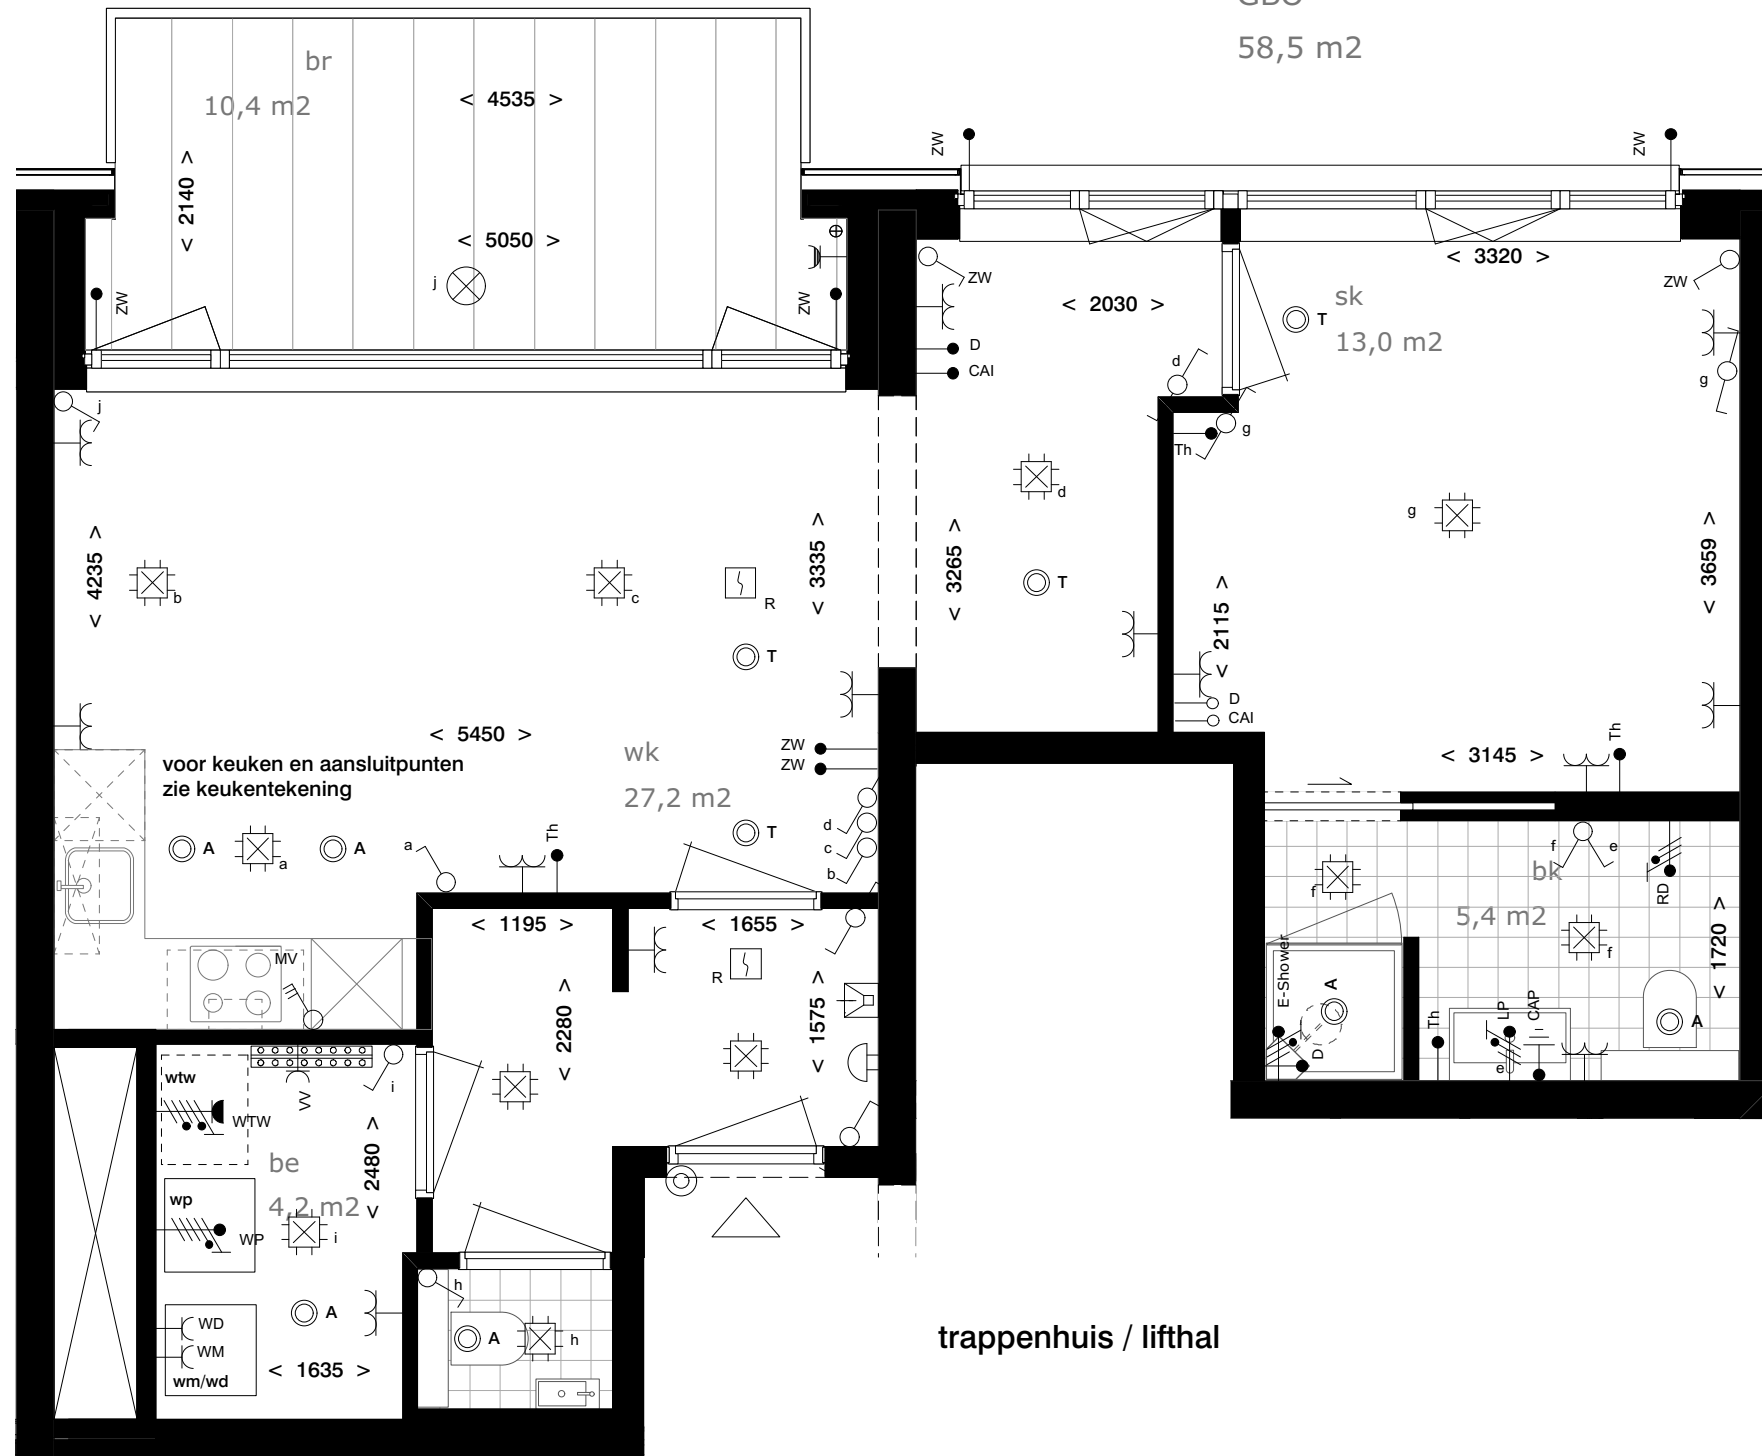 GBO
58,5 m2
br
10,4 m2
< 4535 >
< 2140 >
< 5050 >
j
ZW
ZW
ZW
ZW
< 3320 >
ZW
ZW
< 2030 >
sk
13,0 m2
T
D
CAI
d
g
g
Th
j
d
g
< 4235 >
b
c
R
< 3335 >
< 3265 >
T
< 2115 >
< 3659 >
T
D
CAI
< 5450 >
wk
27,2 m2
ZW
ZW
< 3145 >
Th
voor keuken en aansluitpunten
zie keukentekening
A
a
A
a
Th
T
d
c
b
f
e
bk
5,4 m2
f
RD
f
< 1720 >
< 1195 >
< 1655 >
MV
R
< 2280 >
< 1575 >
E-Shower
A
D
Th
LP
CAP
e
A
wtw
WTW
VV
i
< 2480 >
be
4,2 m2
wp
WP
i
A
h
A
h
WD
WM
wm/wd
< 1635 >
trappenhuis / lifthal